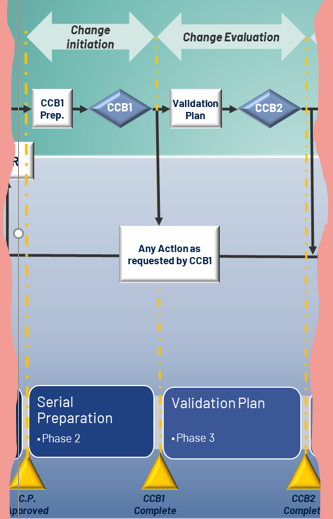 Change
initiation
Change Evaluation
CCB1
Prep.
CCB1
Validation
Plan
CCB2
R
Any Action as
requested by CCB1
Serial
Preparation
•Phase 2
Validation Plan
•Phase 3
C.P.
pproved
CCB1
Complete
CCB2
Complet